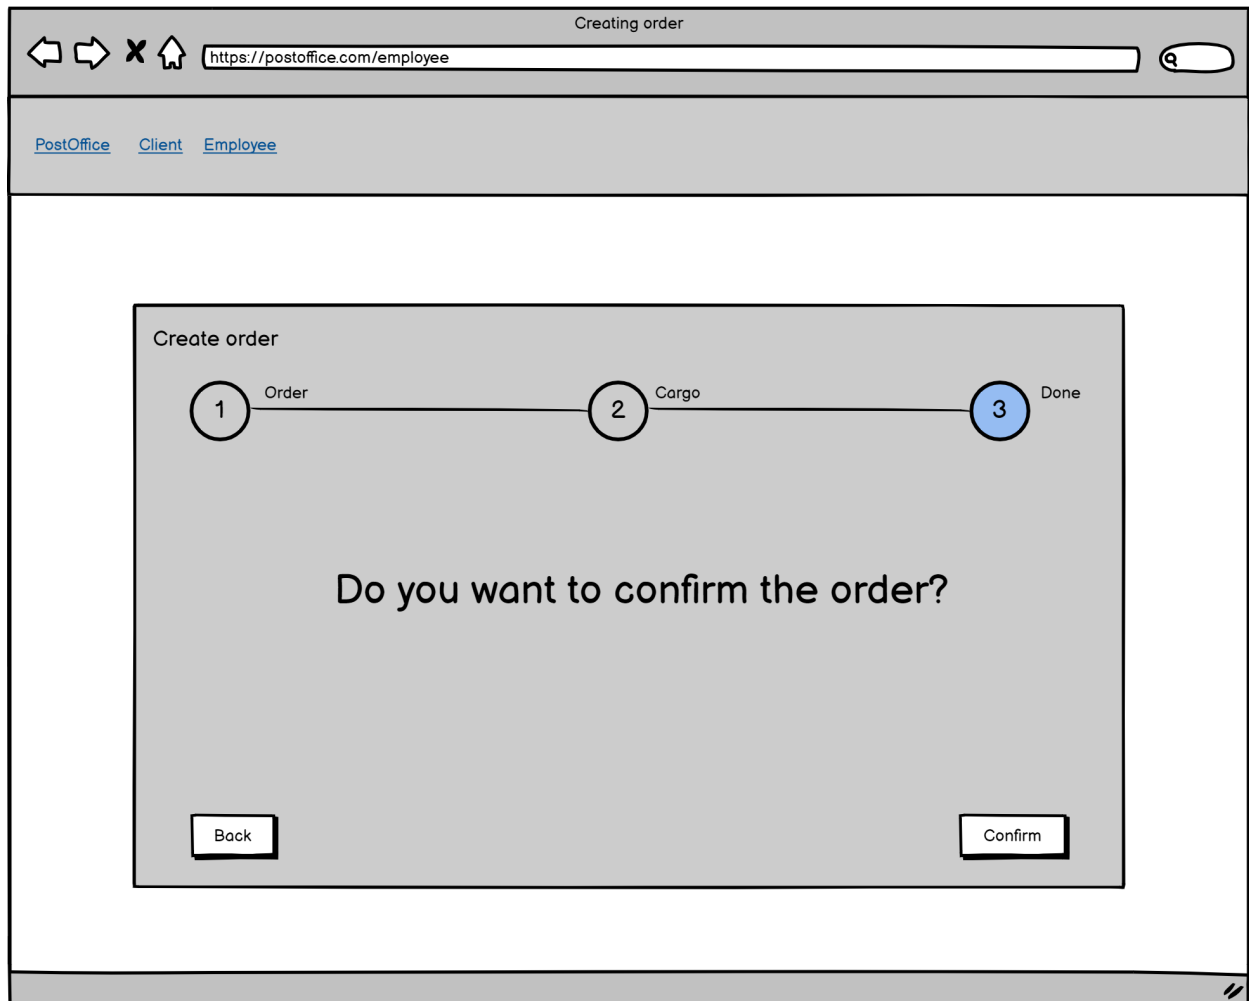 Creating order
https://postoffice.com/employee
PostOffice Client Employee
Create order
1 Order 2 Cargo 3 Done
Do you want to confirm the order?
Back Confirm